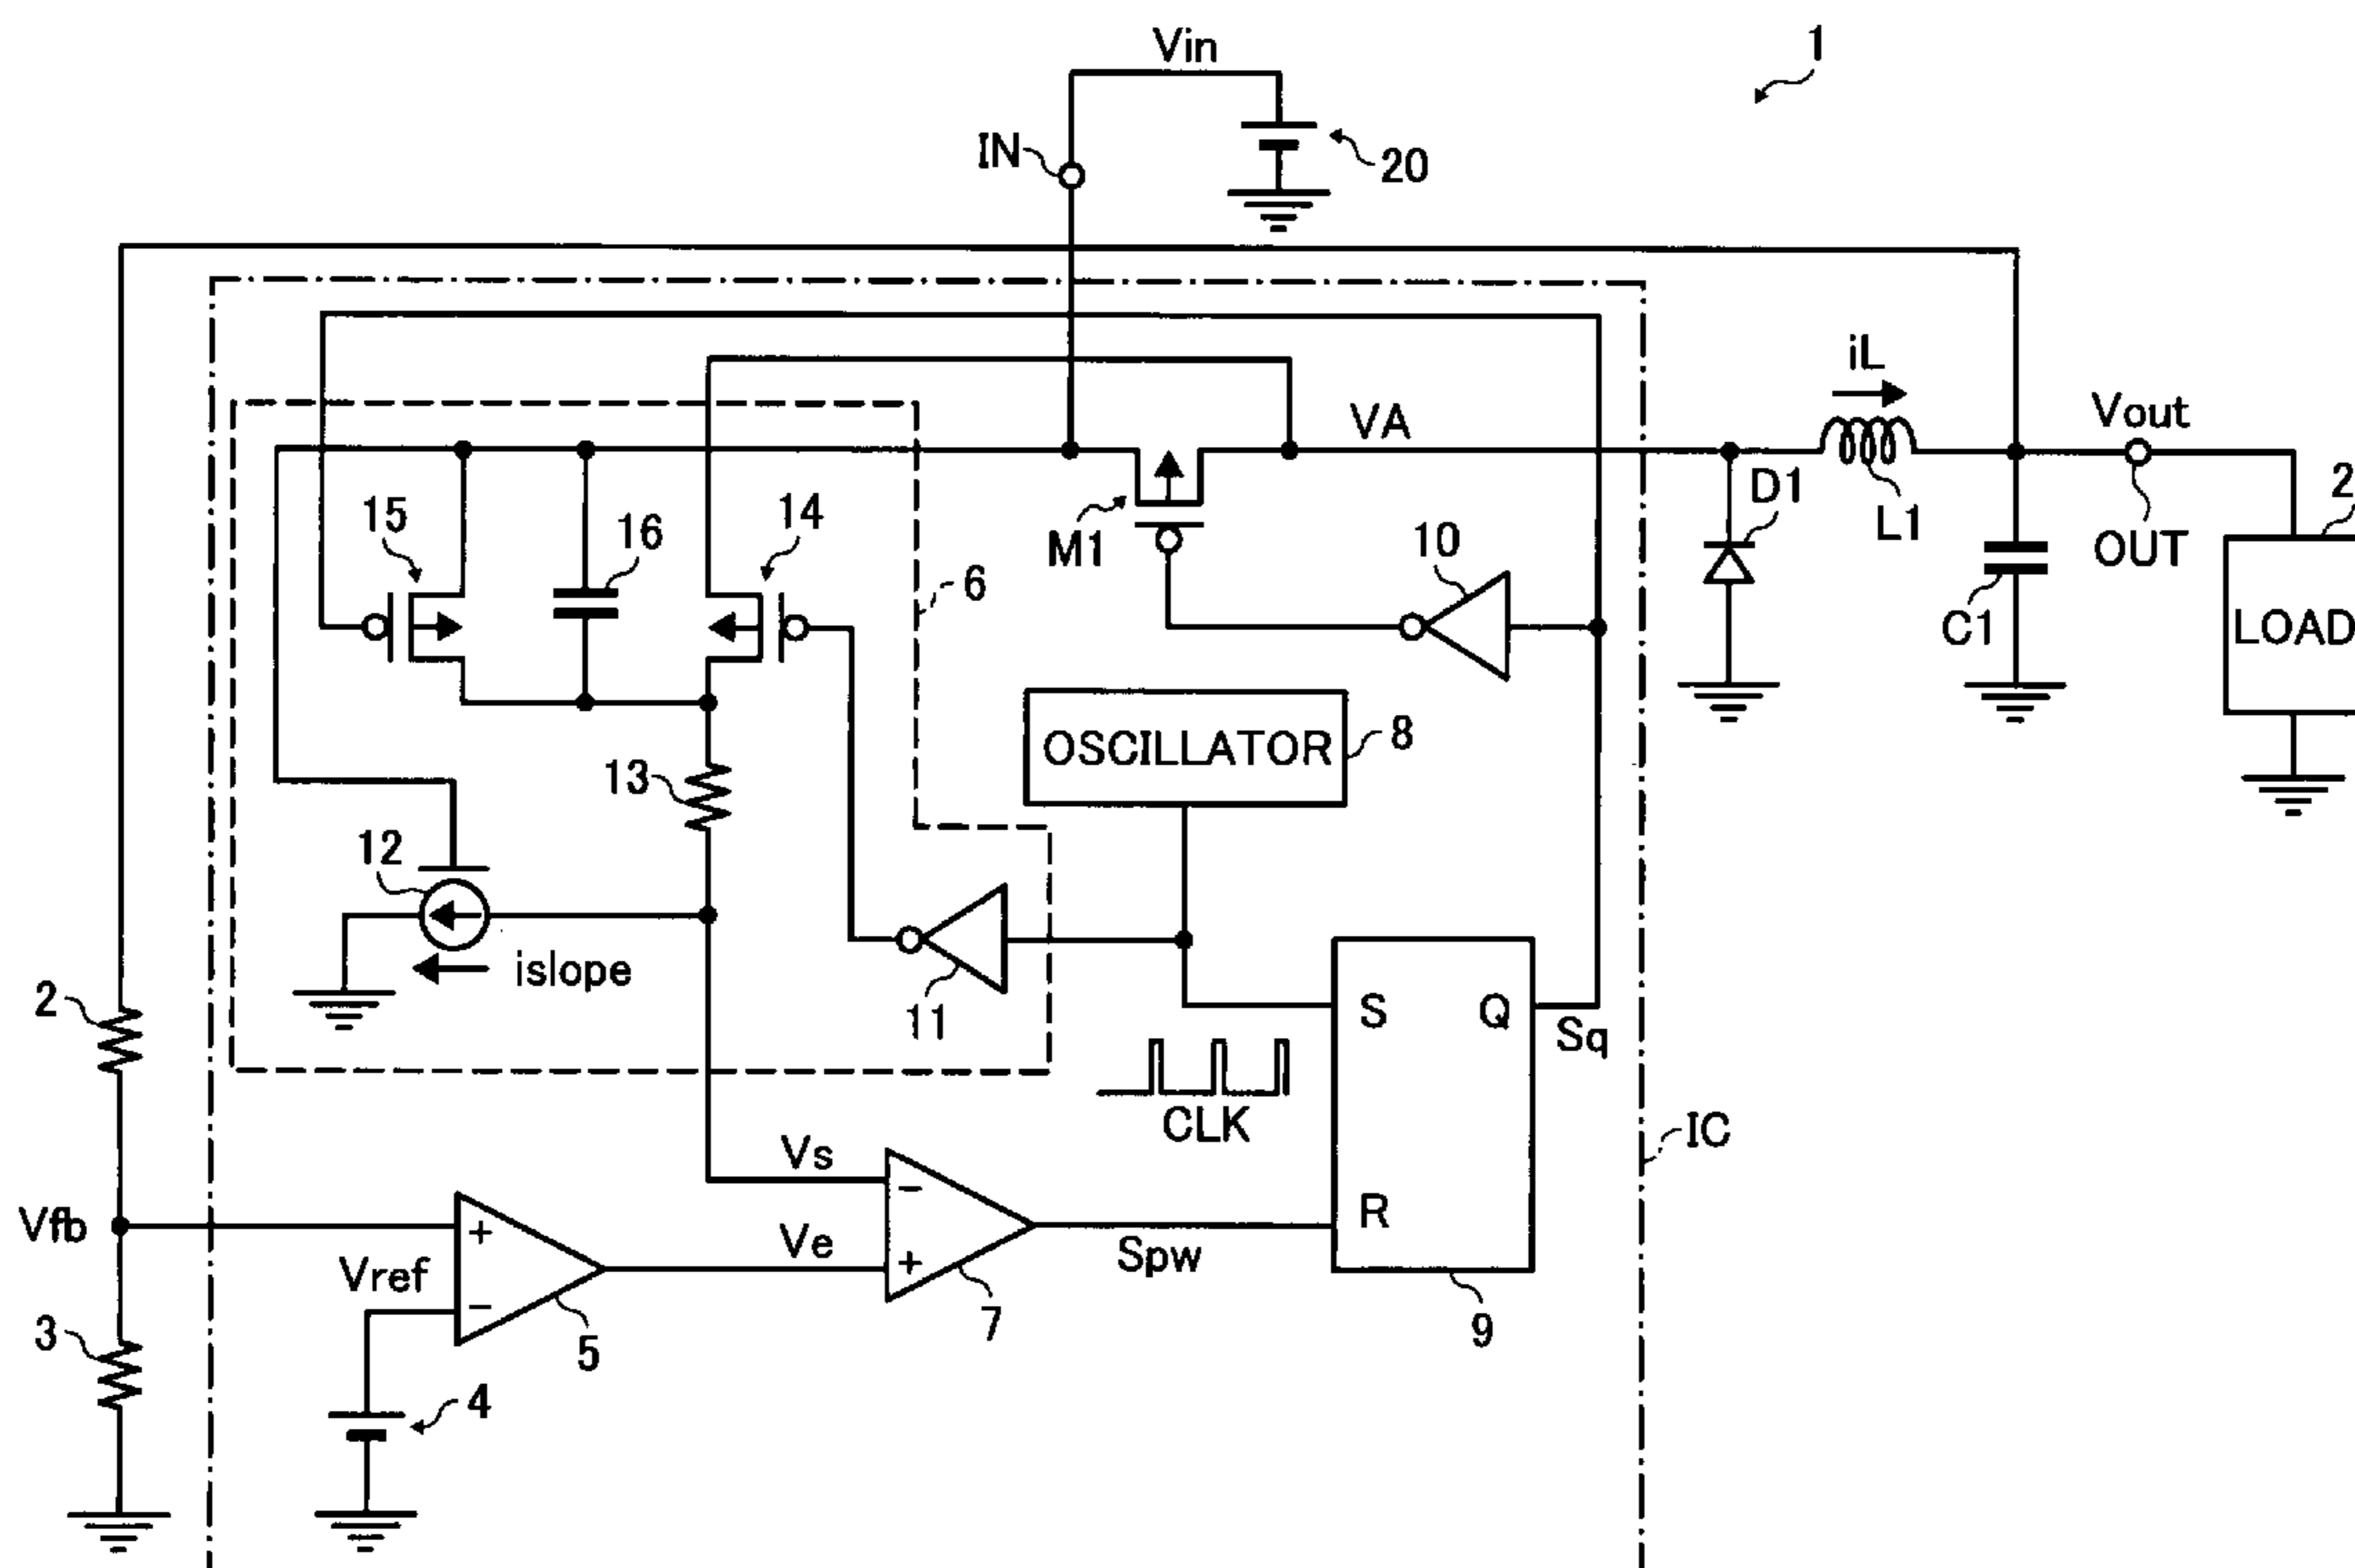 1
Vin
IN
20
iL
VA
Vout
15
16
14
6
M1
10
D1
L1
OUT
C1
LOAD
OSCILLATOR
8
13
12
islope
11
2
S
Q
Sq
CLK
IC
Vs
Vfb
Vref
Ve
R
Spw
3
5
7
9
4